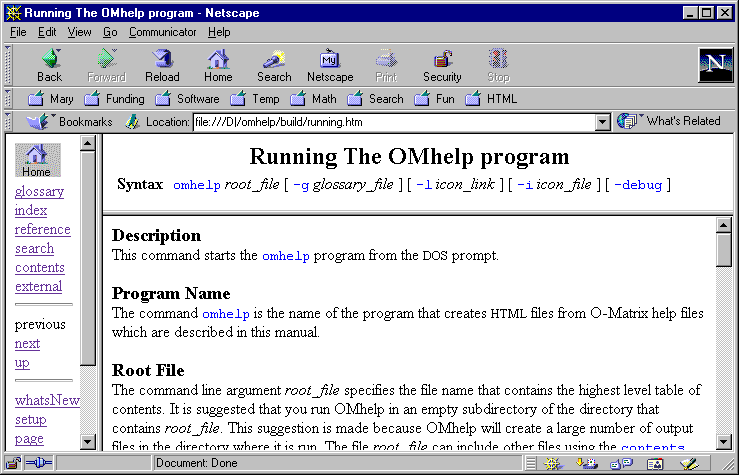 Running The OMhelp program - Netscape
File Edit View Go Communicator Help
Back Forward Reload Home Search Netscape Print Security Stop
My
N
Mary Funding Software Temp Math Search Fun HTML
Bookmarks Location: file:///D|/omhelp/build/running.htm What's Related
Home
glossary
index
reference
search
contents
external
previous
next
up
whatsNew
setup
page
Running The OMhelp program
Syntax omhelp root_file [ -g glossary_file ] [ -l icon_link ] [ -i icon_file ] [ -debug ]
Description
This command starts the omhelp program from the DOS prompt.
Program Name
The command omhelp is the name of the program that creates HTML files from O-Matrix help files
which are described in this manual.
Root File
The command line argument root_file specifies the file name that contains the highest level table of
contents. It is suggested that you run OMhelp in an empty subdirectory of the directory that
contains root_file. This suggestion is made because OMhelp will create a large number of output
files in the directory where it is run. The file root_file can include other files using the contents
Document: Done